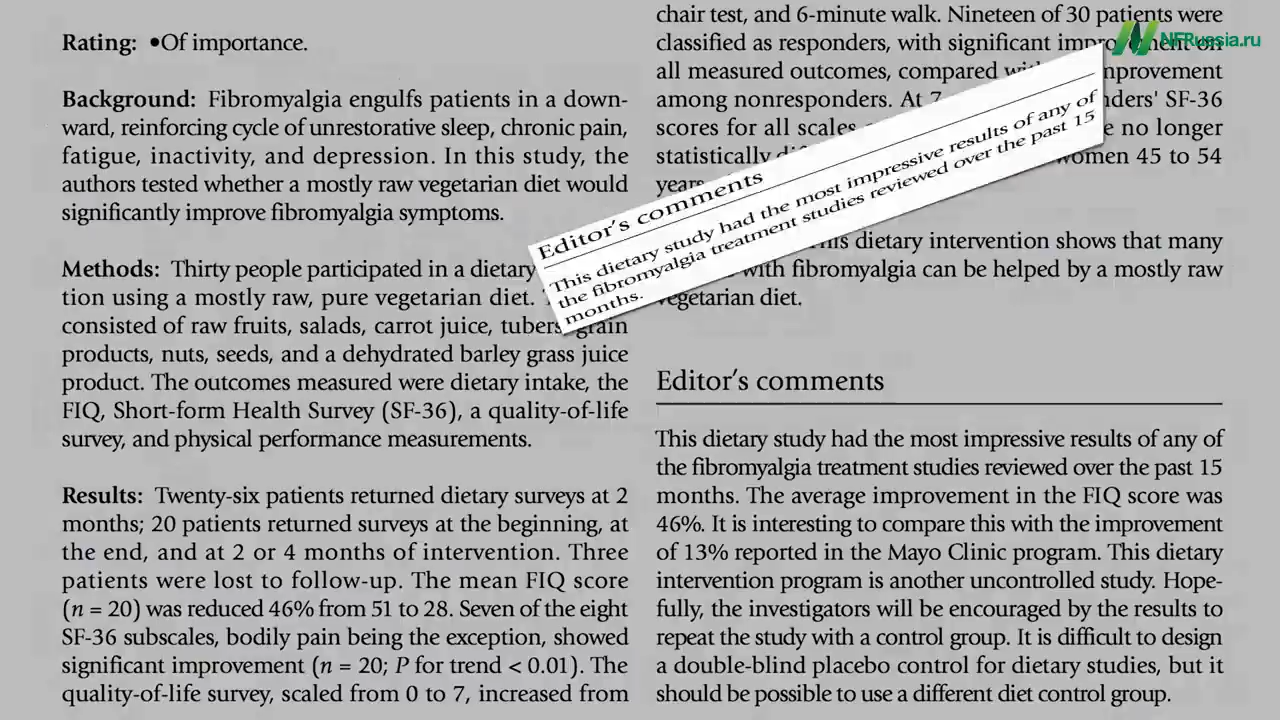 Rating: •Of importance.
Background: Fibromyalgia engulfs patients in a down-
ward, reinforcing cycle of unrestorative sleep, chronic pain,
fatigue, inactivity, and depression. In this study, the
authors tested whether a mostly raw vegetarian diet would
significantly improve fibromyalgia symptoms.
Methods: Thirty people participated in a dietary
tion using a mostly raw, pure vegetarian diet.
consisted of raw fruits, salads, carrot juice, tubers, grain
products, nuts, seeds, and a dehydrated barley grass juice
product. The outcomes measured were dietary intake, the
FIQ, Short-form Health Survey (SF-36), a quality-of-life
survey, and physical performance measurements.
Results: Twenty-six patients returned dietary surveys at 2
months; 20 patients returned surveys at the beginning, at
the end, and at 2 or 4 months of intervention. Three
patients were lost to follow-up. The mean FIQ score
(n = 20) was reduced 46% from 51 to 28. Seven of the eight
SF-36 subscales, bodily pain being the exception, showed
significant improvement (n = 20; P for trend < 0.01). The
quality-of-life survey, scaled from 0 to 7, increased from
chair test, and 6-minute walk. Nineteen of 30 patients were
classified as responders, with significant improvement on
all measured outcomes, compared with improvement
among nonresponders. At 7 SF-36
scores for all scales no longer
statistically women 45 to 54
years
This dietary intervention shows that many
with fibromyalgia can be helped by a mostly raw
vegetarian diet.
Editor's comments
This dietary study had the most impressive results of any of
the fibromyalgia treatment studies reviewed over the past 15
months. The average improvement in the FIQ score was
46%. It is interesting to compare this with the improvement
of 13% reported in the Mayo Clinic program. This dietary
intervention program is another uncontrolled study. Hope-
fully, the investigators will be encouraged by the results to
repeat the study with a control group. It is difficult to design
a double-blind placebo control for dietary studies, but it
should be possible to use a different diet control group.
Editor's comments
This dietary study had the most impressive results of any of
the fibromyalgia treatment studies reviewed over the past 15
months.
NFRussia.ru